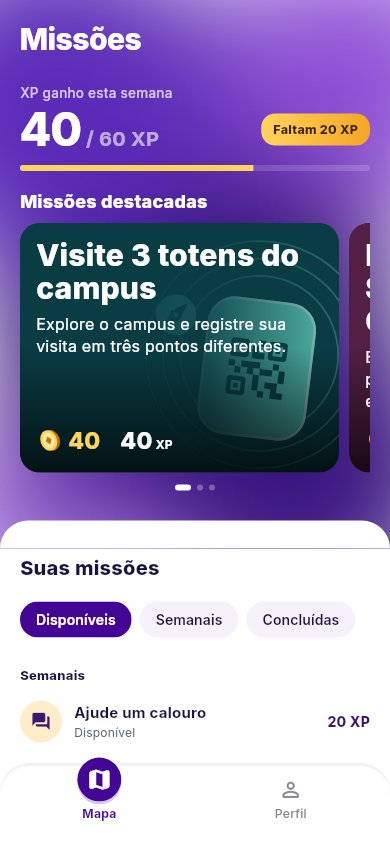 Missões
XP ganho esta semana
40 / 60 XP
Faltam 20 XP
Missões destacadas
Visite 3 totens do
campus
Explore o campus e registre sua
visita em três pontos diferentes.
40 40 XP
Suas missões
Disponíveis Semanais Concluídas
Semanais
Ajude um calouro
Disponível
20 XP
Mapa Perfil